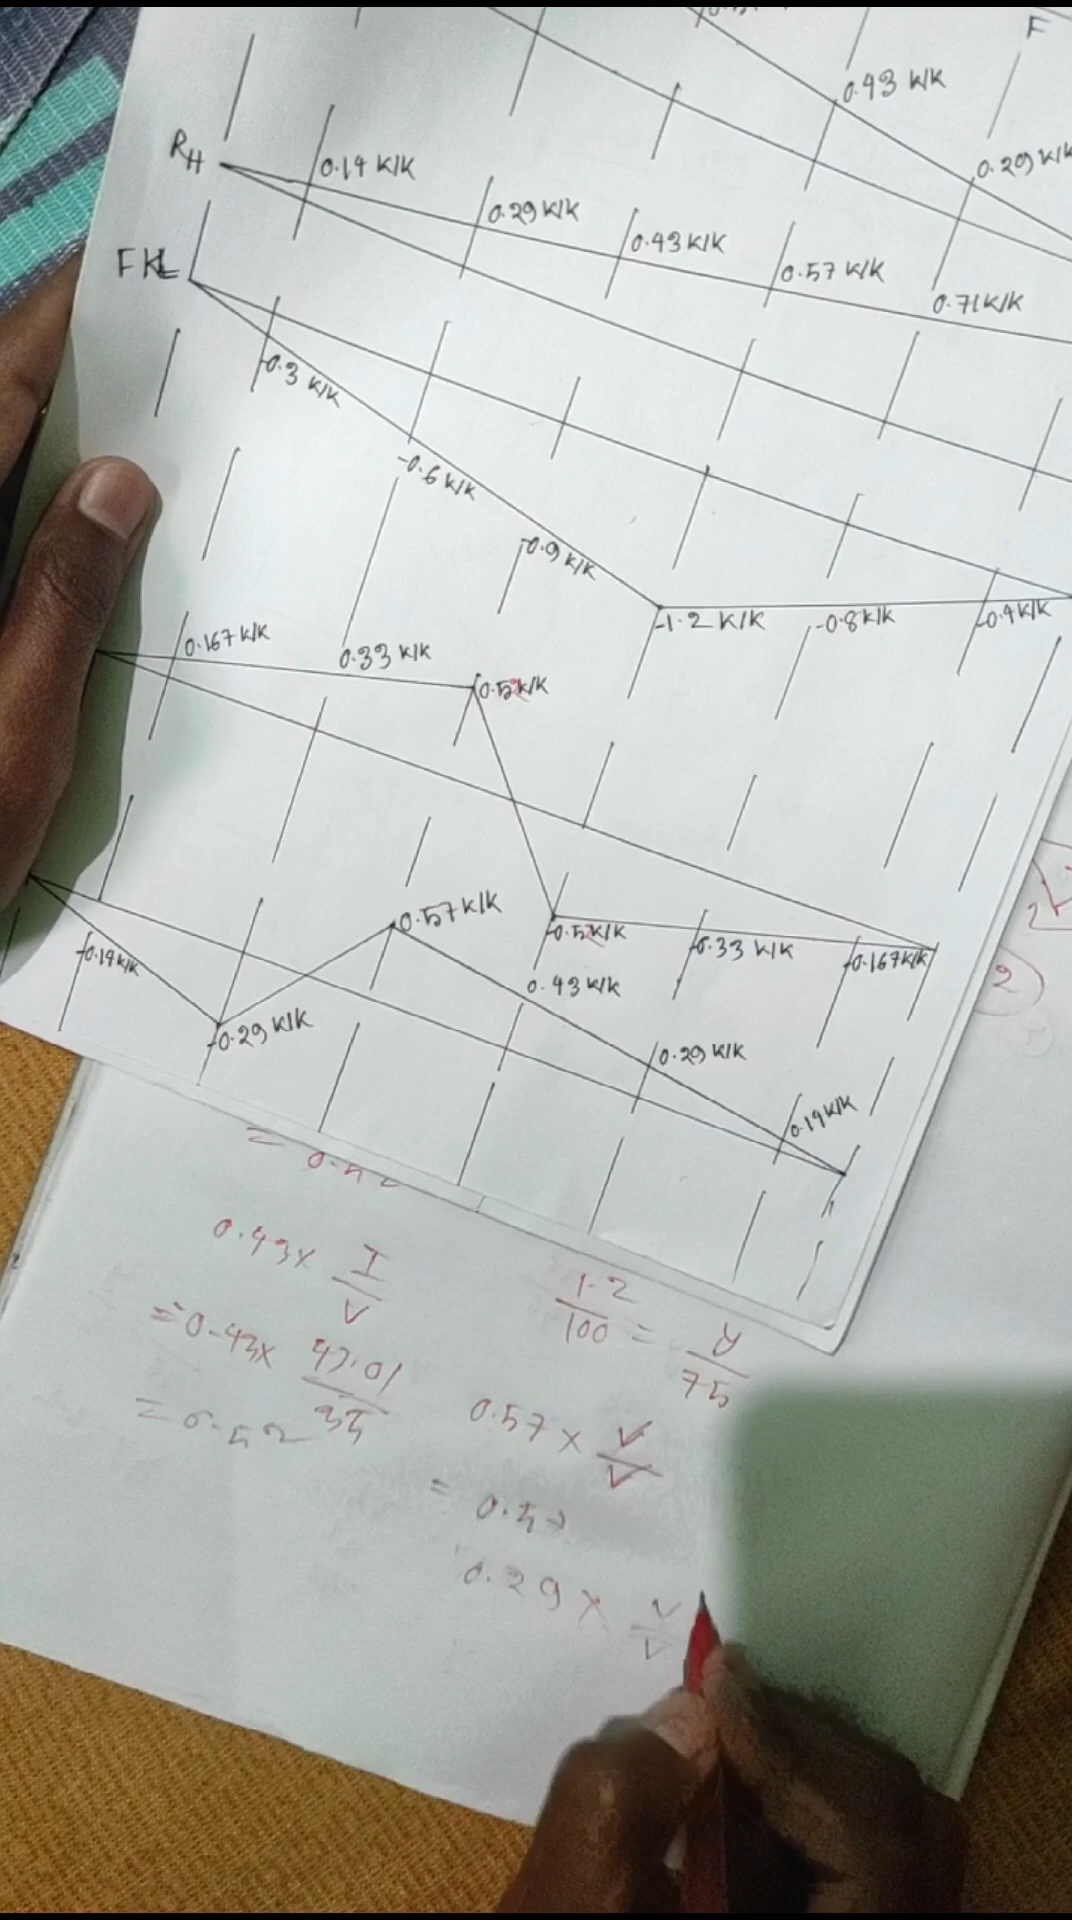 F
0.43 k/k
0.29 k/k
RH
0.14 k/k
0.29 k/k
0.43 k/k
0.57 k/k
0.71 k/k
-0.3 k/k
-0.6 k/k
-0.9 k/k
-1.2 k/k
-0.8 k/k
-0.4 k/k
0.167 k/k
0.33 k/k
0.5 k/k
-0.5 k/k
-0.33 k/k
-0.167 k/k
-0.14 k/k
-0.29 k/k
0.57 k/k
0.43 k/k
0.29 k/k
0.14 k/k
0.43x I/V
1.2/100 = y/75
= 0.43x 47.01/35
= 0.52
0.57 x V/V
0.29 x V/V
2